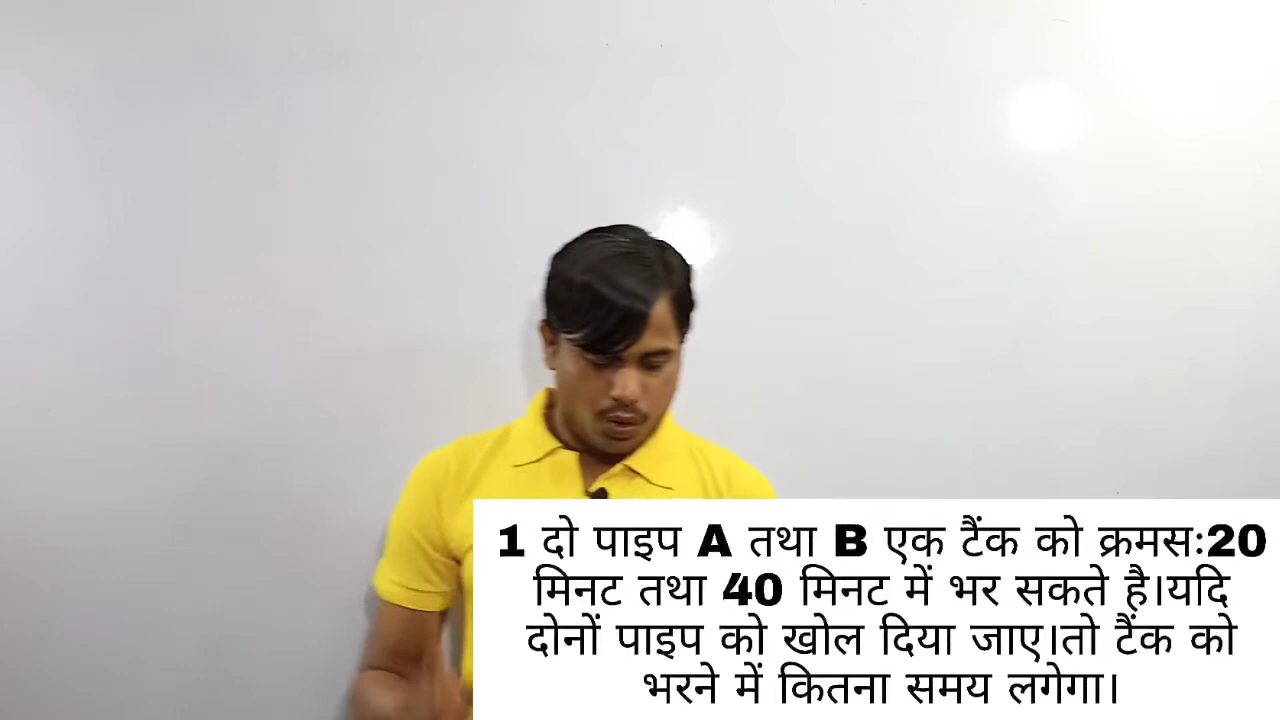 1 दो पाइप A तथा B एक टैंक को क्रमसः20
मिनट तथा 40 मिनट में भर सकते है।यदि
दोनों पाइप को खोल दिया जाए।तो टैंक को
भरने में कितना समय लगेगा।